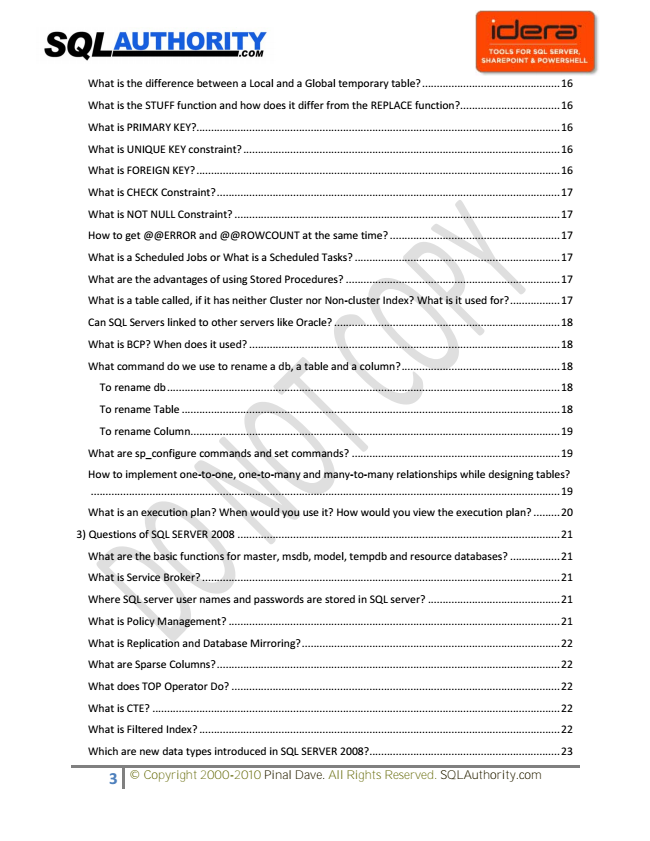 SQLAUTHORITY.COM
idera
TOOLS FOR SQL SERVER,
SHAREPOINT & POWERSHELL
What is the difference between a Local and a Global temporary table? ................................................ 16
What is the STUFF function and how does it differ from the REPLACE function?.................................. 16
What is PRIMARY KEY?............................................................................................................................. 16
What is UNIQUE KEY constraint? ............................................................................................................. 16
What is FOREIGN KEY? ............................................................................................................................. 16
What is CHECK Constraint? ...................................................................................................................... 17
What is NOT NULL Constraint? ................................................................................................................ 17
How to get @@ERROR and @@ROWCOUNT at the same time? ........................................................... 17
What is a Scheduled Jobs or What is a Scheduled Tasks? ....................................................................... 17
What are the advantages of using Stored Procedures? .......................................................................... 17
What is a table called, if it has neither Cluster nor Non-cluster Index? What is it used for?................. 17
Can SQL Servers linked to other servers like Oracle? .............................................................................. 18
What is BCP? When does it used? ........................................................................................................... 18
What command do we use to rename a db, a table and a column?....................................................... 18
To rename db........................................................................................................................................ 18
To rename Table ................................................................................................................................... 18
To rename Column................................................................................................................................ 19
What are sp_configure commands and set commands? ........................................................................ 19
How to implement one-to-one, one-to-many and many-to-many relationships while designing tables?
................................................................................................................................................................. 19
What is an execution plan? When would you use it? How would you view the execution plan? ......... 20
3) Questions of SQL SERVER 2008 ............................................................................................................... 21
What are the basic functions for master, msdb, model, tempdb and resource databases? ................. 21
What is Service Broker? ........................................................................................................................... 21
Where SQL server user names and passwords are stored in SQL server? ............................................. 21
What is Policy Management? .................................................................................................................. 21
What is Replication and Database Mirroring?......................................................................................... 22
What are Sparse Columns? ...................................................................................................................... 22
What does TOP Operator Do? ................................................................................................................. 22
What is CTE? ............................................................................................................................................ 22
What is Filtered Index? ............................................................................................................................ 22
Which are new data types introduced in SQL SERVER 2008?................................................................. 23
DO NOT COPY
3 © Copyright 2000-2010 Pinal Dave. All Rights Reserved. SQLAuthority.com